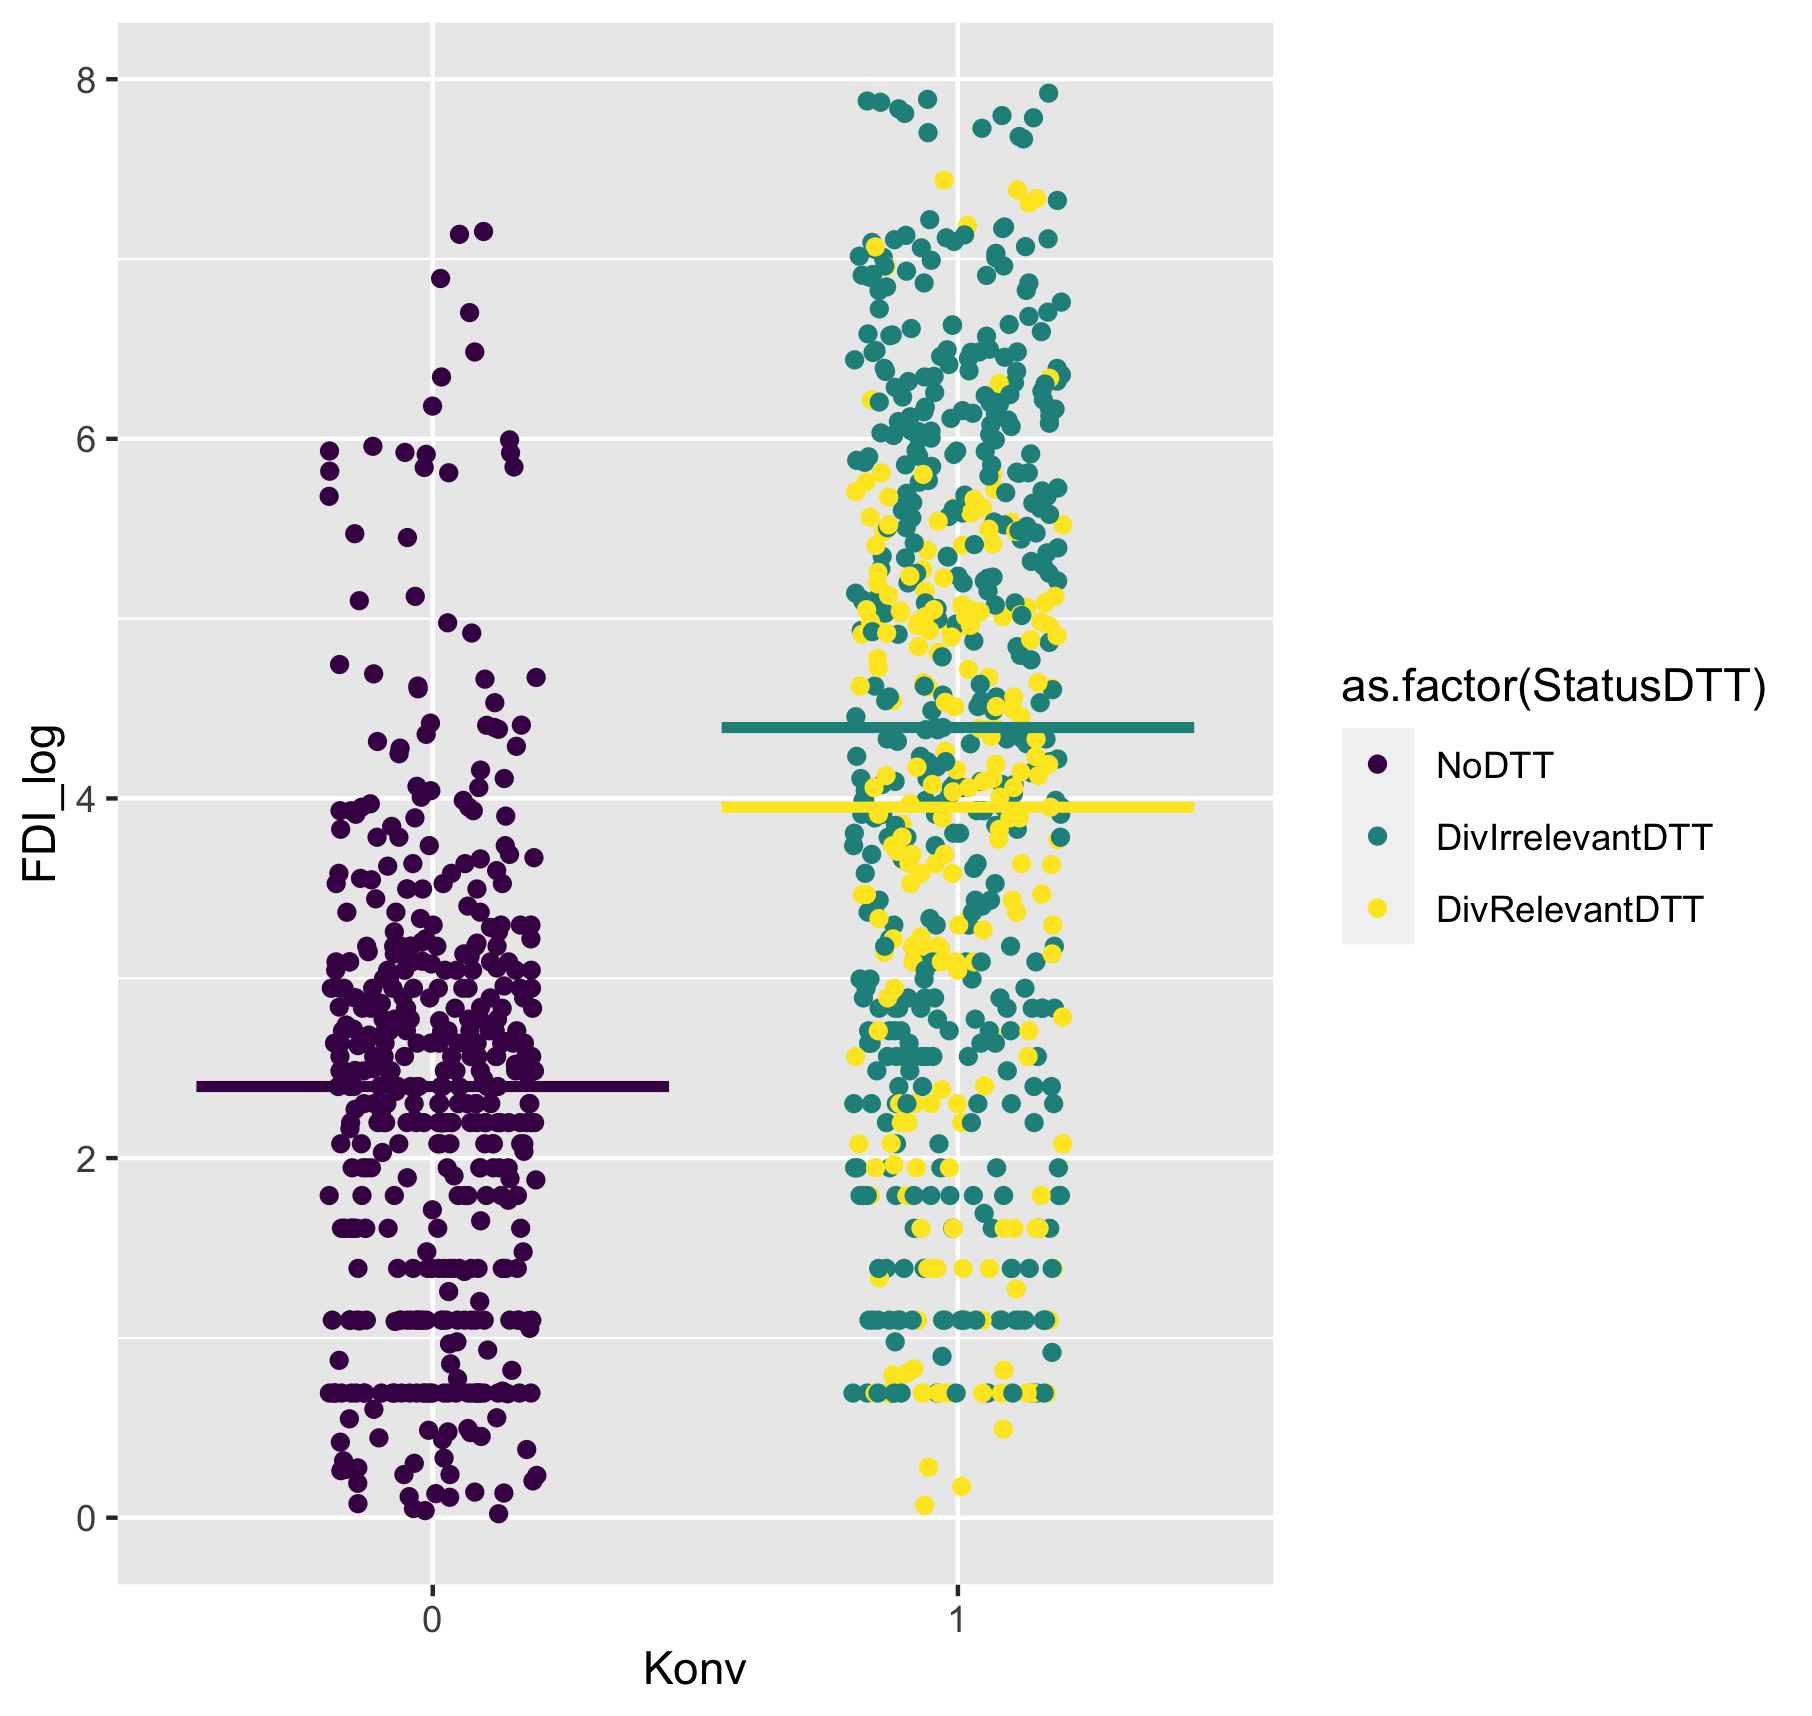 8
6
4
2
0
FDI_log
0
1
Konv
as.factor(StatusDTT)
NoDTT
DivIrrelevantDTT
DivRelevantDTT